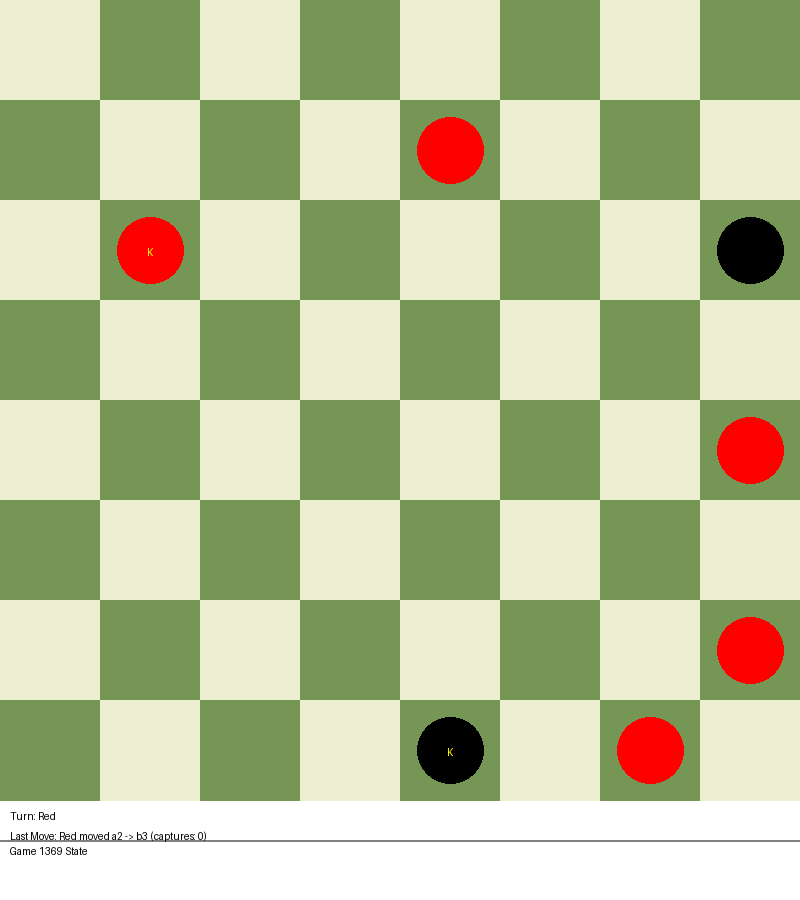 K
K
Turn: Red
Last Move: Red moved a2 -> b3 (captures: 0)
Game 1369 State